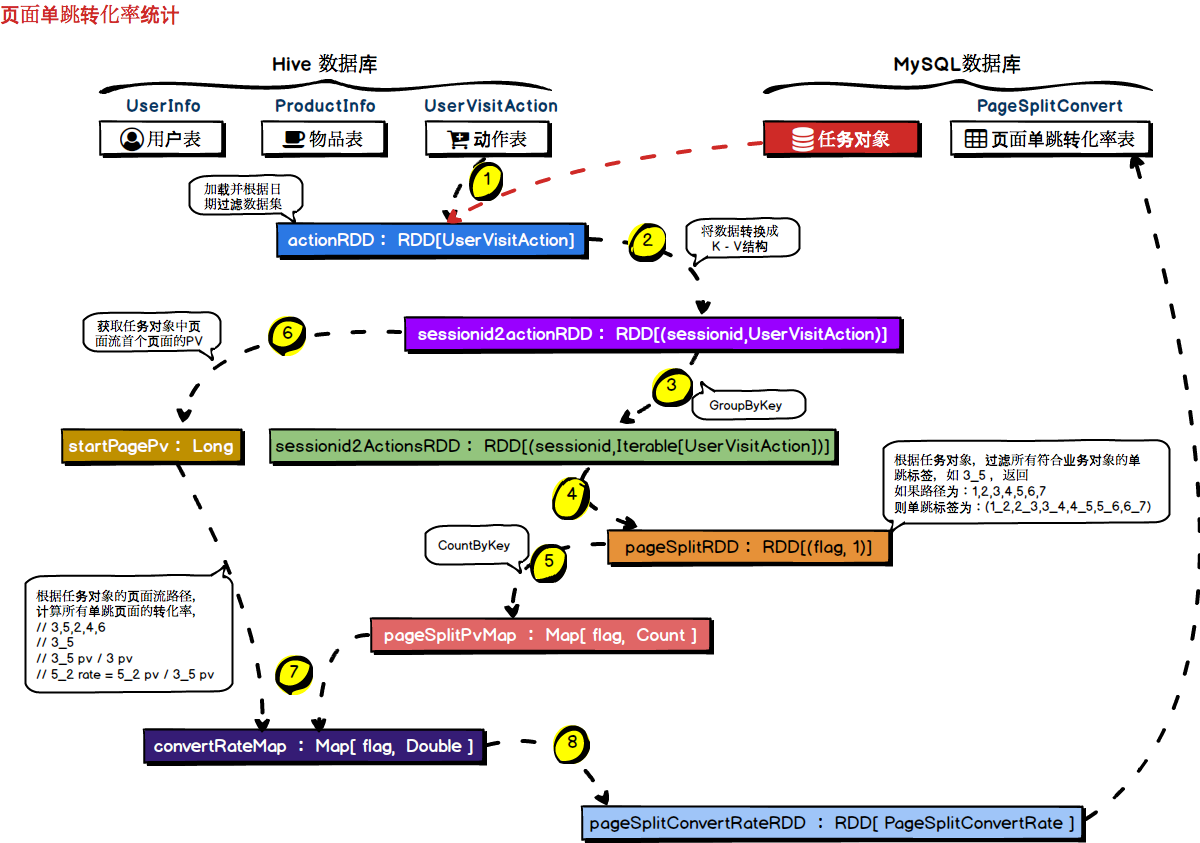 页面单跳转化率统计
Hive 数据库
MySQL数据库
UserInfo
ProductInfo
UserVisitAction
PageSplitConvert
用户表
物品表
动作表
任务对象
页面单跳转化率表
1
加载并根据日
期过滤数据集
actionRDD： RDD[UserVisitAction]
2
将数据转换成
K - V结构
获取任务对象中页
面流首个页面的PV
6
sessionid2actionRDD： RDD[(sessionid,UserVisitAction)]
3
GroupByKey
startPagePv： Long
sessionid2ActionsRDD： RDD[(sessionid,Iterable[UserVisitAction])]
根据任务对象，过滤所有符合业务对象的单
跳标签，如 3_5 ，返回
如果路径为：1,2,3,4,5,6,7
则单跳标签为：(1_2,2_3,3_4,4_5,5_6,6_7)
4
CountByKey
5
pageSplitRDD： RDD[(flag, 1)]
根据任务对象的页面流路径，
计算所有单跳页面的转化率，
// 3,5,2,4,6
// 3_5
// 3_5 pv / 3 pv
// 5_2 rate = 5_2 pv / 3_5 pv
pageSplitPvMap ： Map[ flag, Count ]
7
convertRateMap ： Map[ flag, Double ]
8
pageSplitConvertRateRDD ： RDD[ PageSplitConvertRate ]